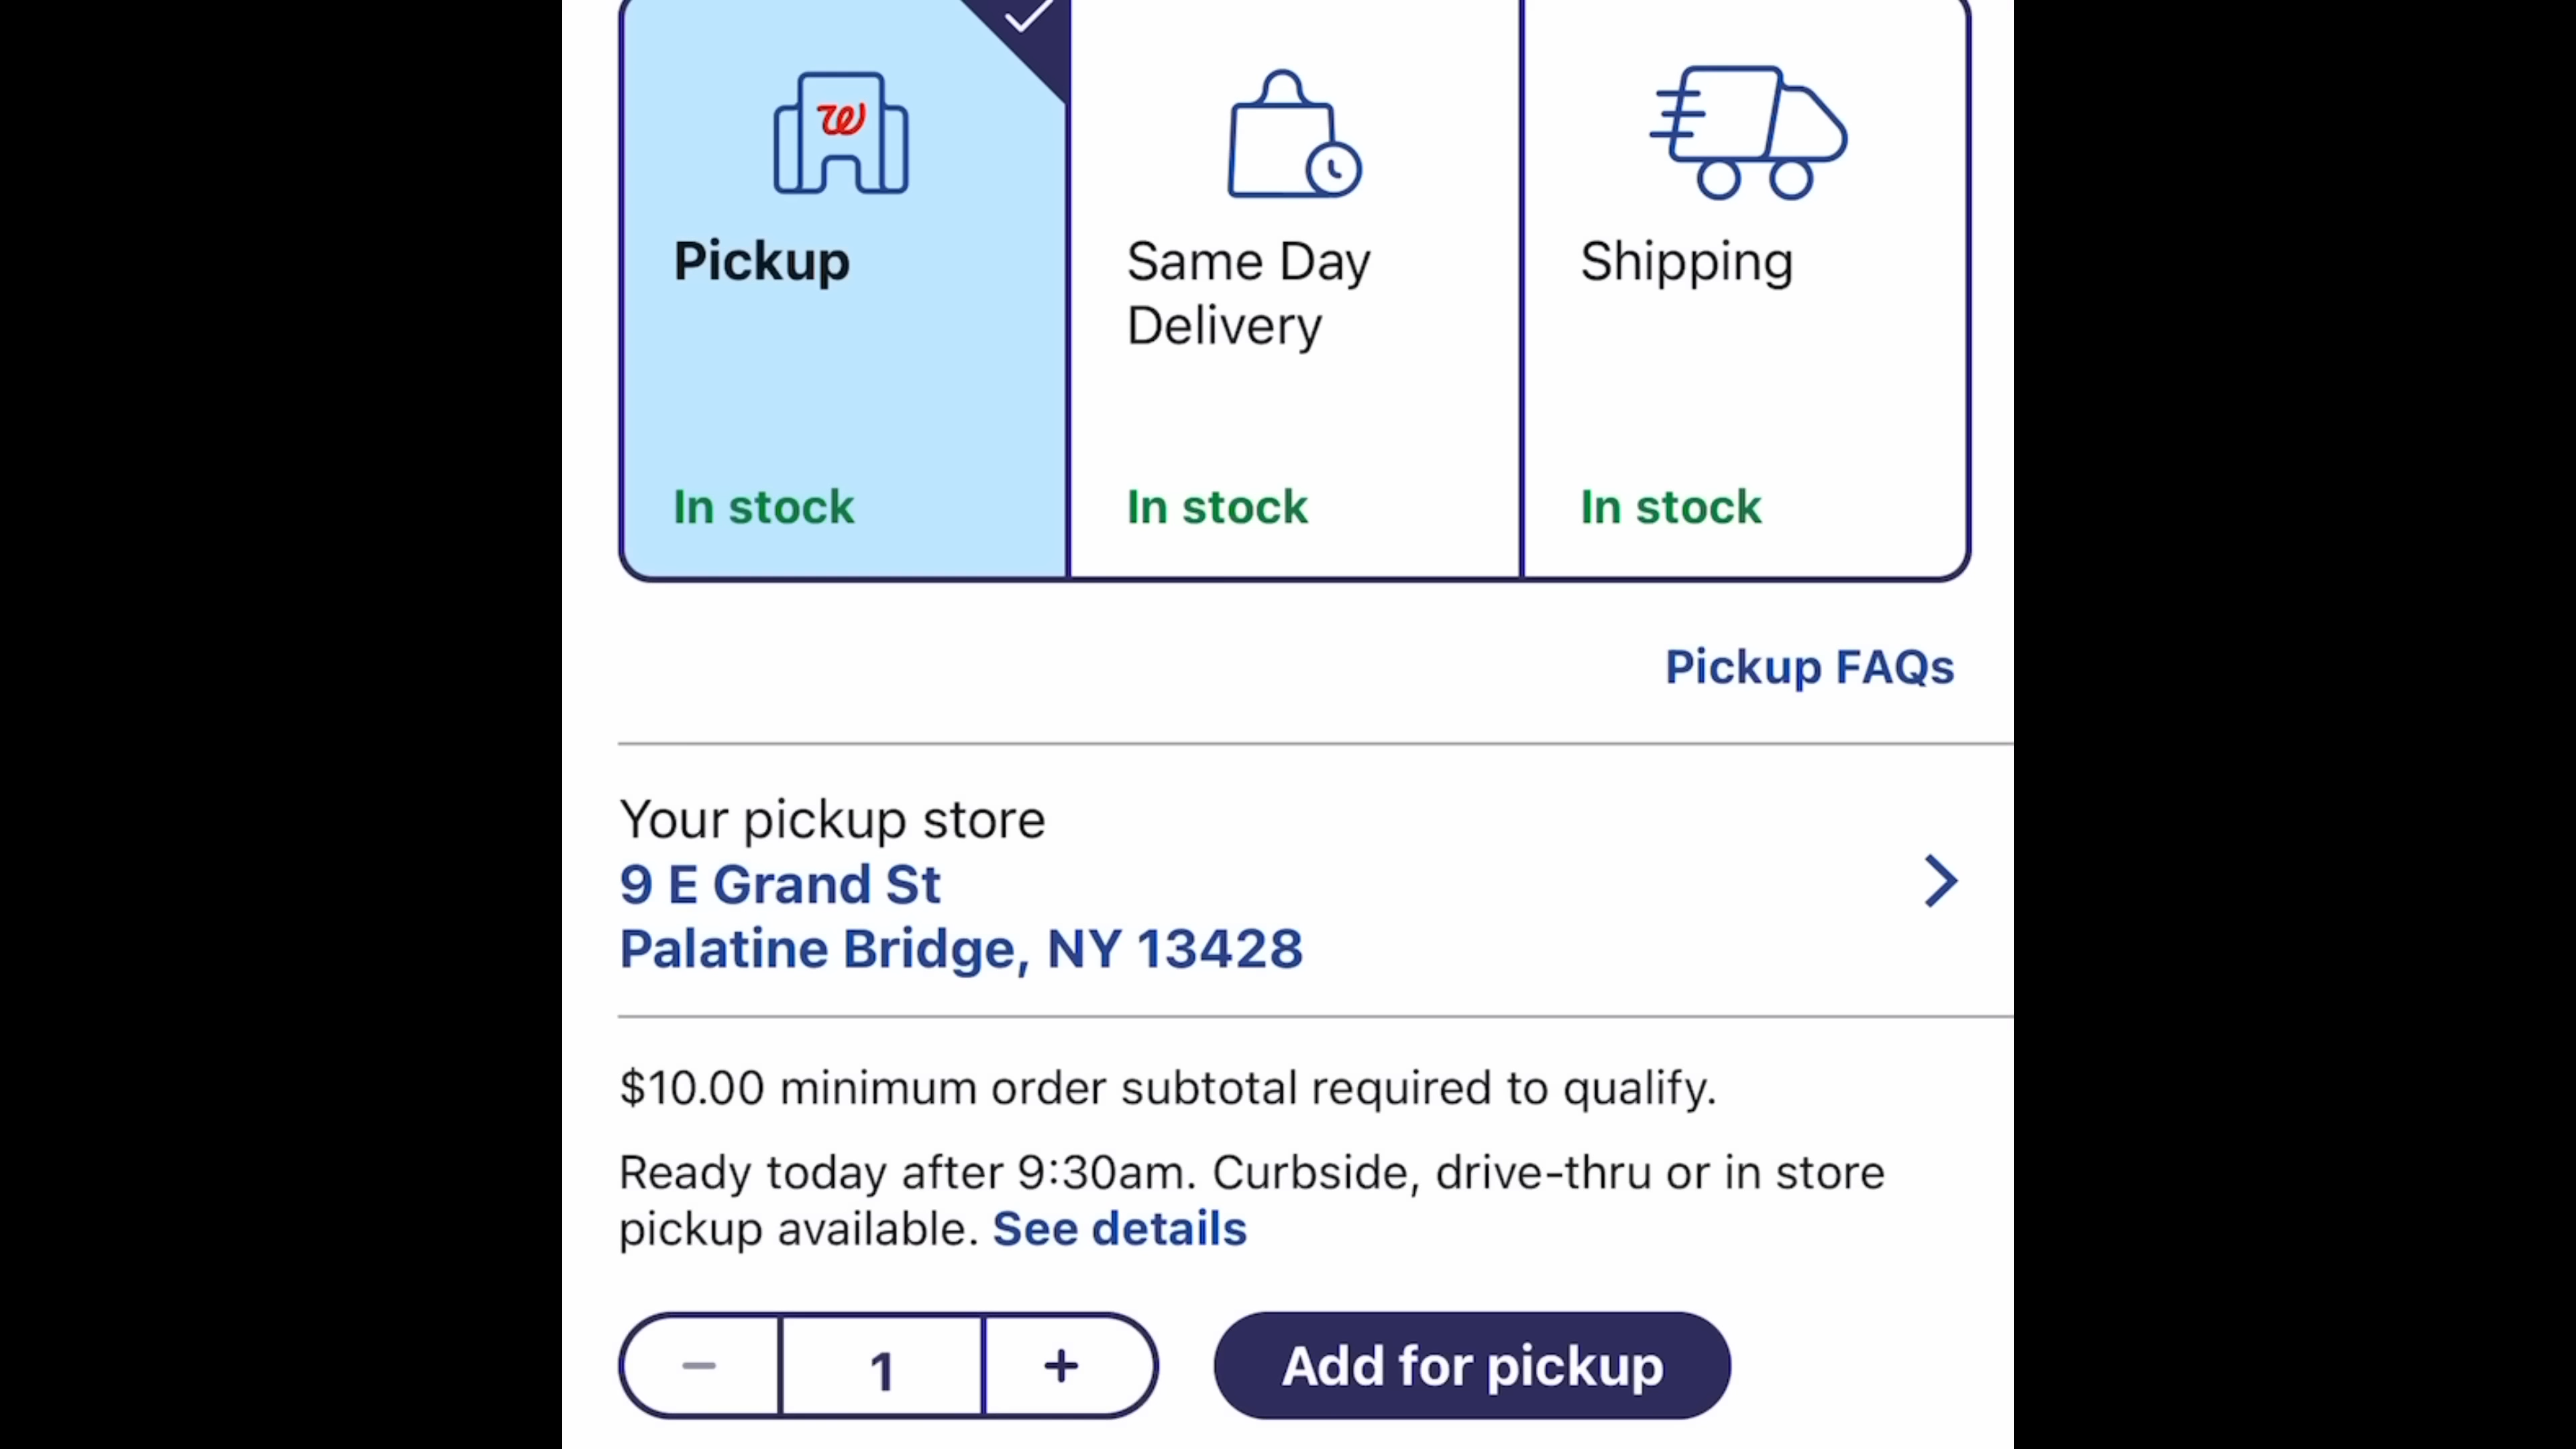 Pickup
In stock
Same Day
Delivery
In stock
Shipping
In stock
Pickup FAQs
Your pickup store
9 E Grand St
Palatine Bridge, NY 13428
$10.00 minimum order subtotal required to qualify.
Ready today after 9:30am. Curbside, drive-thru or in store
pickup available. See details
1
Add for pickup